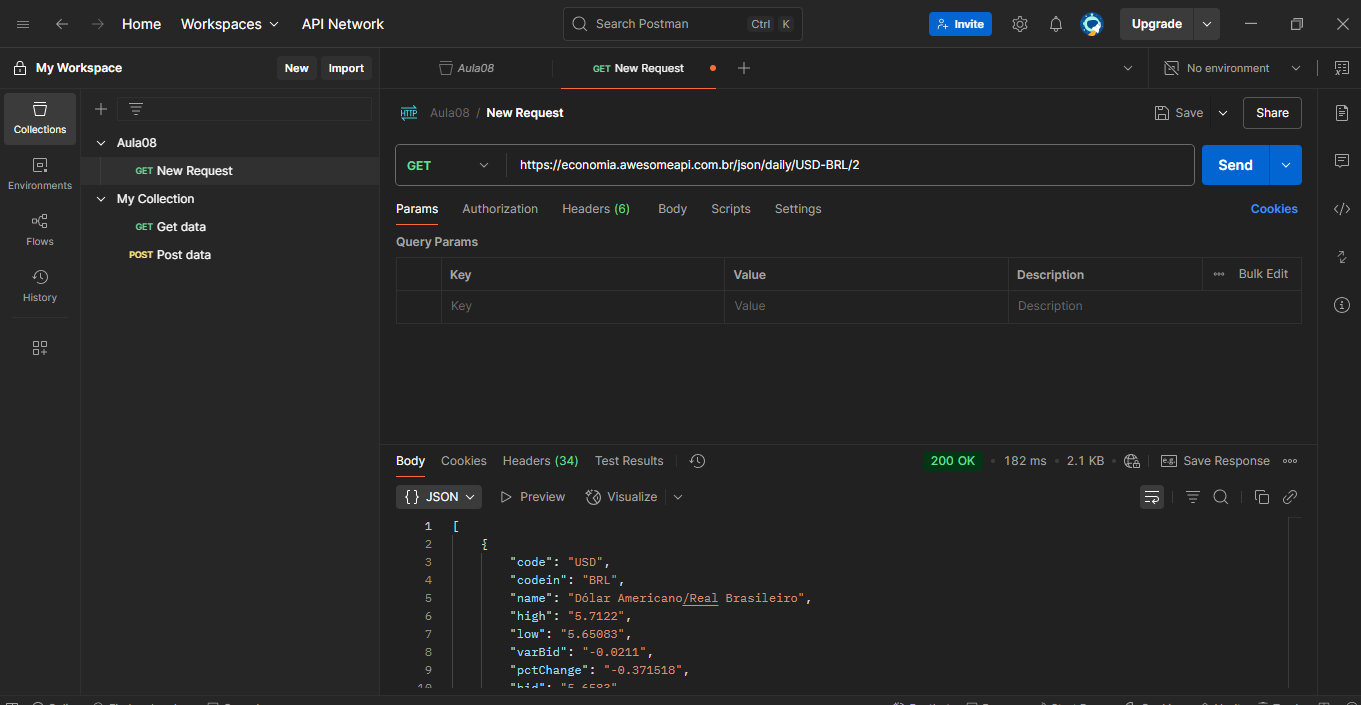 Home Workspaces API Network Search Postman Ctrl K Invite Upgrade
My Workspace New Import Aula08 GET New Request No environment
Collections
Environments
Flows
History
Aula08
GET New Request
My Collection
GET Get data
POST Post data
HTTP Aula08 / New Request Save Share
GET https://economia.awesomeapi.com.br/json/daily/USD-BRL/2 Send
Params Authorization Headers (6) Body Scripts Settings Cookies
Query Params
Key Value Description Bulk Edit
Key Value Description
Body Cookies Headers (34) Test Results 200 OK 182 ms 2.1 KB e.g. Save Response
{} JSON Preview Visualize
1 [
2 {
3 "code": "USD",
4 "codein": "BRL",
5 "name": "Dólar Americano/Real Brasileiro",
6 "high": "5.7122",
7 "low": "5.65083",
8 "varBid": "-0.0211",
9 "pctChange": "-0.371518",
10 "bid": "5.6583"